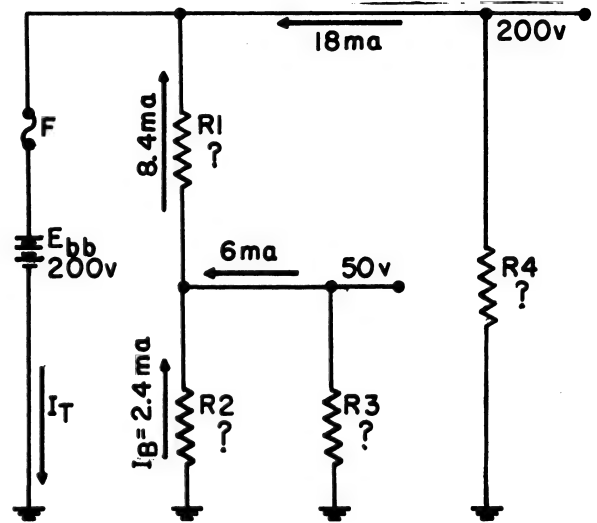 200v
18ma
F
R1
?
8.4ma
Ebb
200v
6ma
50v
R4
?
IT
IB=2.4ma
R2
?
R3
?